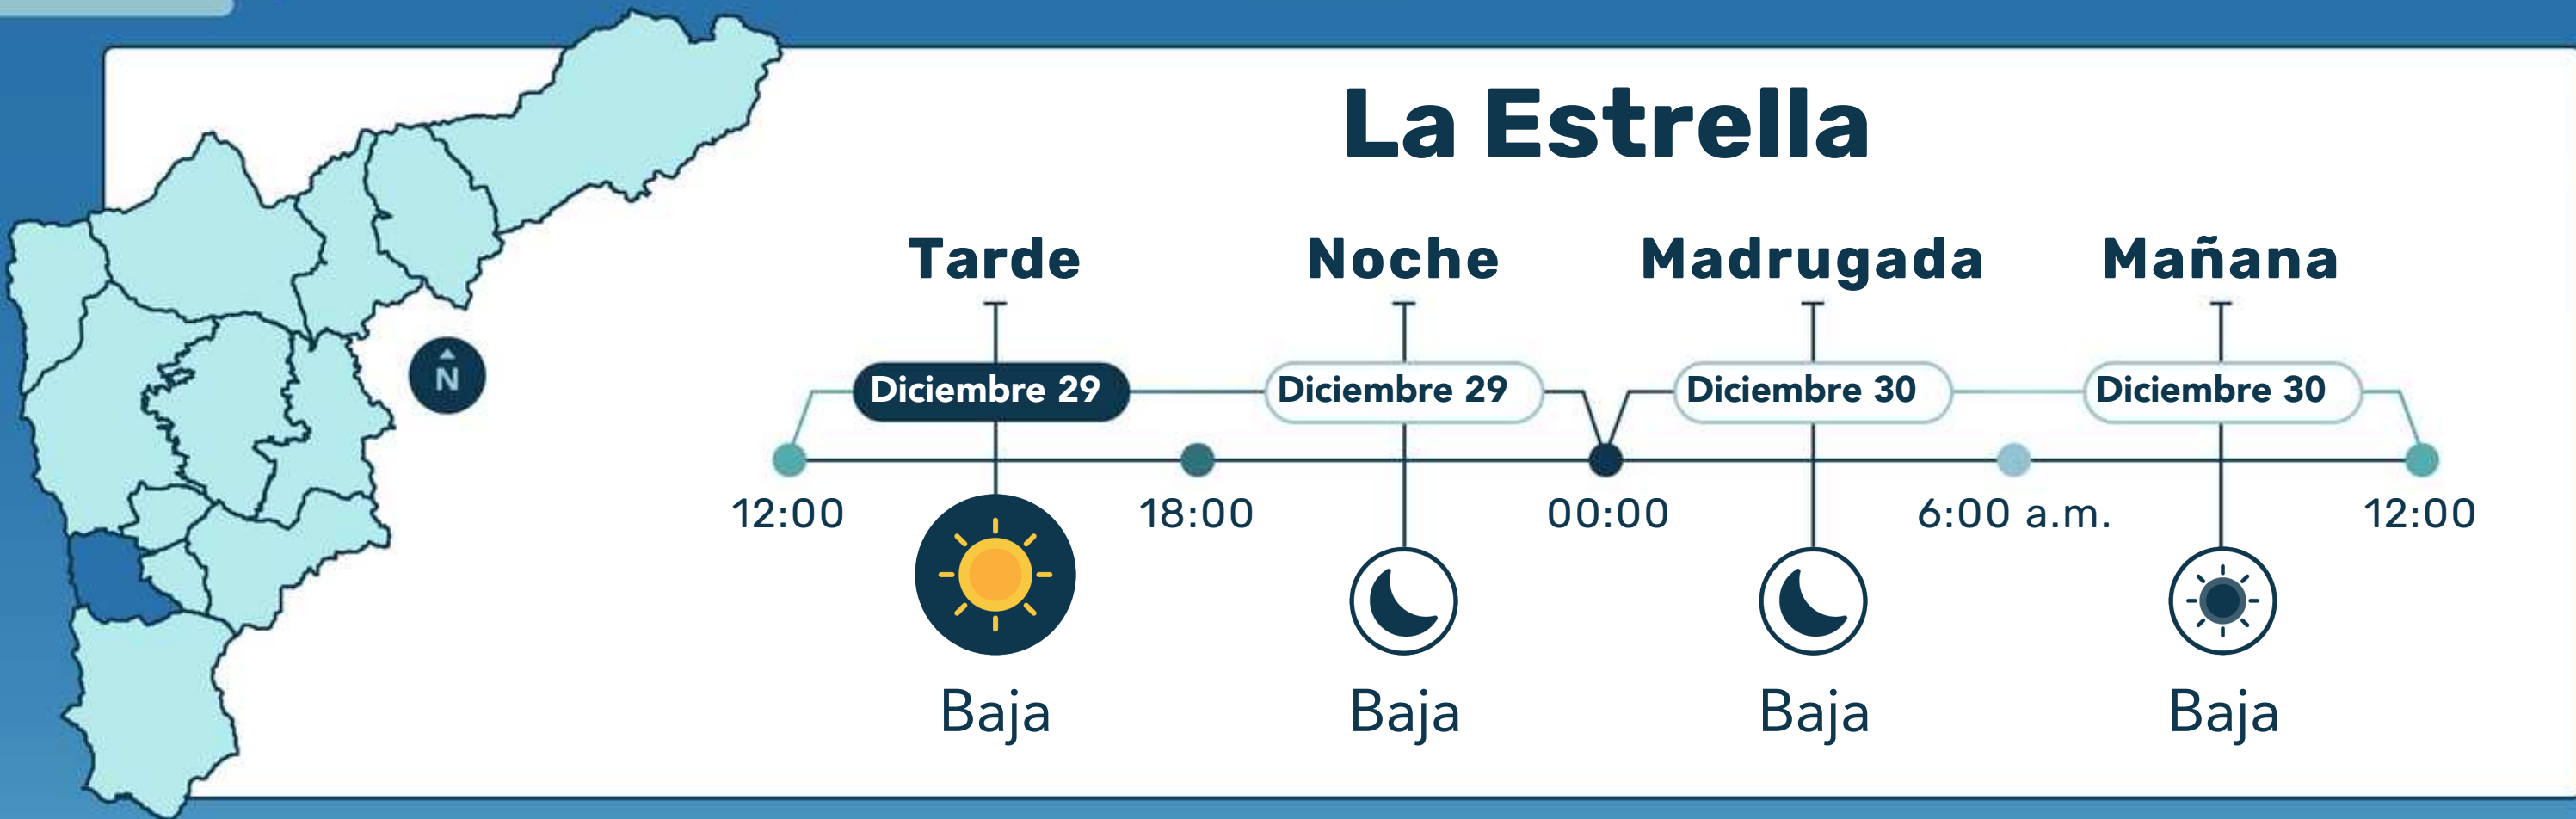 La Estrella
Tarde Noche Madrugada Mañana
Diciembre 29 Diciembre 29 Diciembre 30 Diciembre 30
N
12:00 18:00 00:00 6:00 a.m. 12:00
Baja Baja Baja Baja